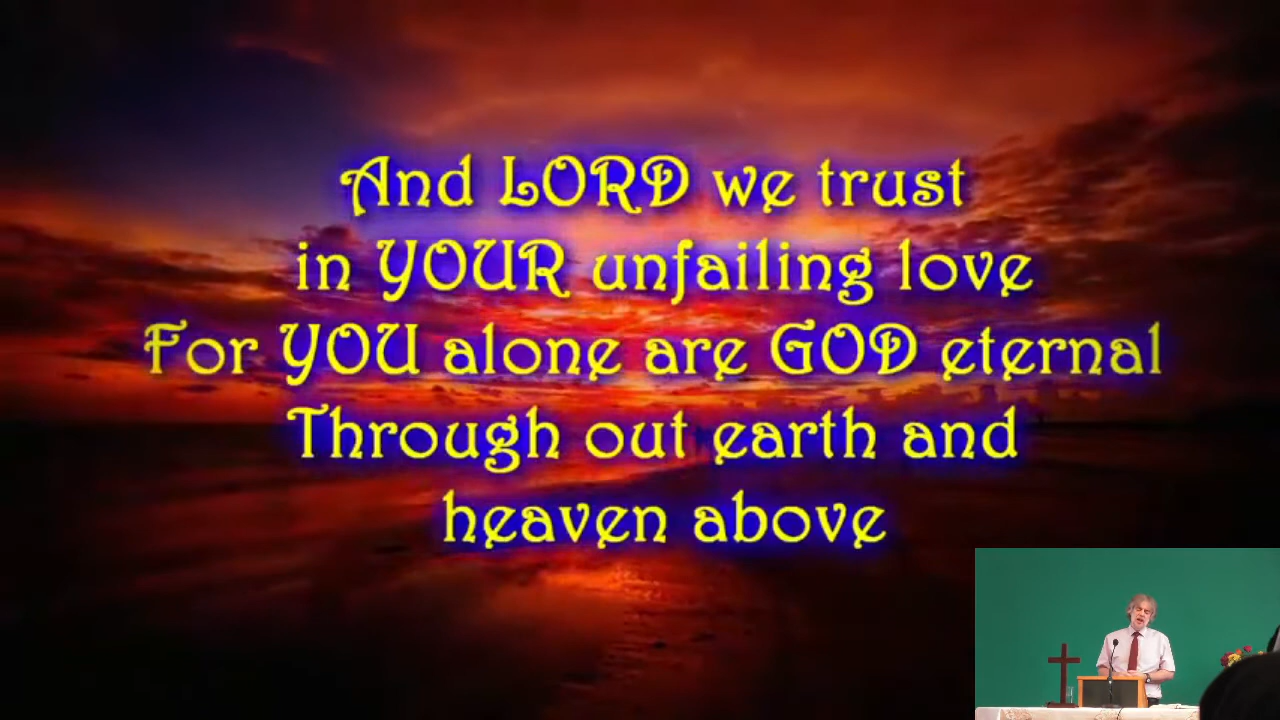 And LORD we trust
in YOUR unfailing love
For YOU alone are GOD eternal
Through out earth and
heaven above